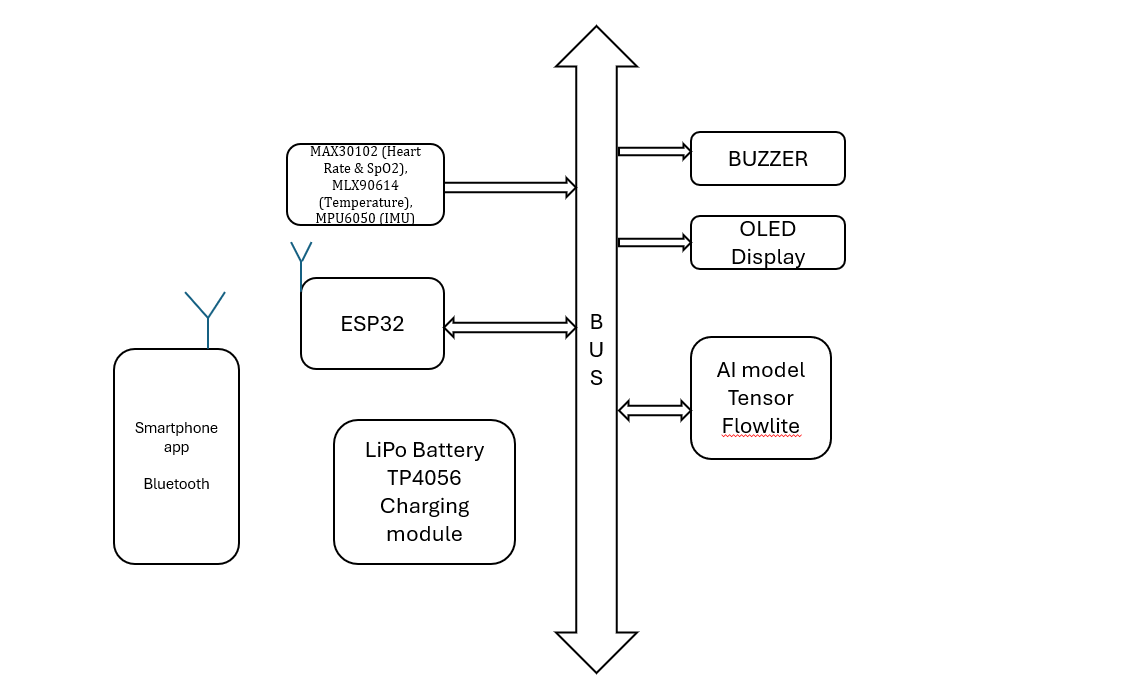 MAX30102 (Heart
Rate & SpO2),
MLX90614
(Temperature),
MPU6050 (IMU)
BUZZER
OLED
Display
ESP32
B
U
S
AI model
Tensor
Flowlite
Smartphone
app
Bluetooth
LiPo Battery
TP4056
Charging
module